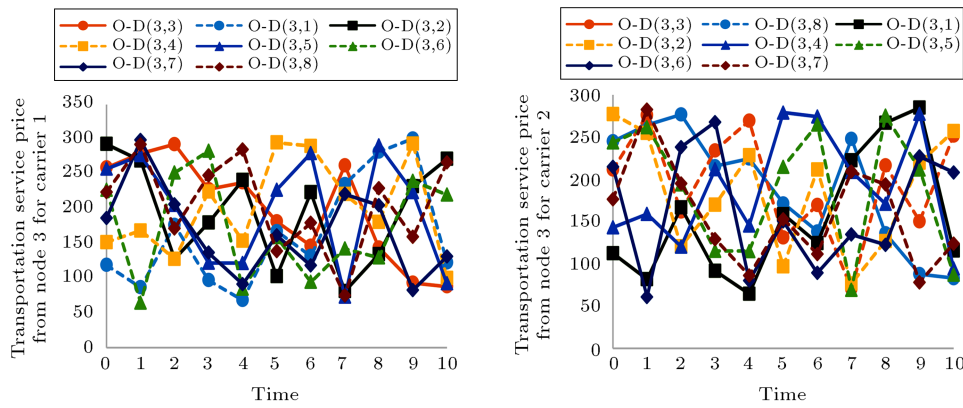 O-D(3,3) O-D(3,1) O-D(3,2)
O-D(3,4) O-D(3,5) O-D(3,6)
O-D(3,7) O-D(3,8)
Transportation service price
from node 3 for carrier 1
350
300
250
200
150
100
50
0
0 1 2 3 4 5 6 7 8 9 10
Time
O-D(3,3) O-D(3,8) O-D(3,1)
O-D(3,2) O-D(3,4) O-D(3,5)
O-D(3,6) O-D(3,7)
Transportation service price
from node 3 for carrier 2
300
250
200
150
100
50
0
0 1 2 3 4 5 6 7 8 9 10
Time